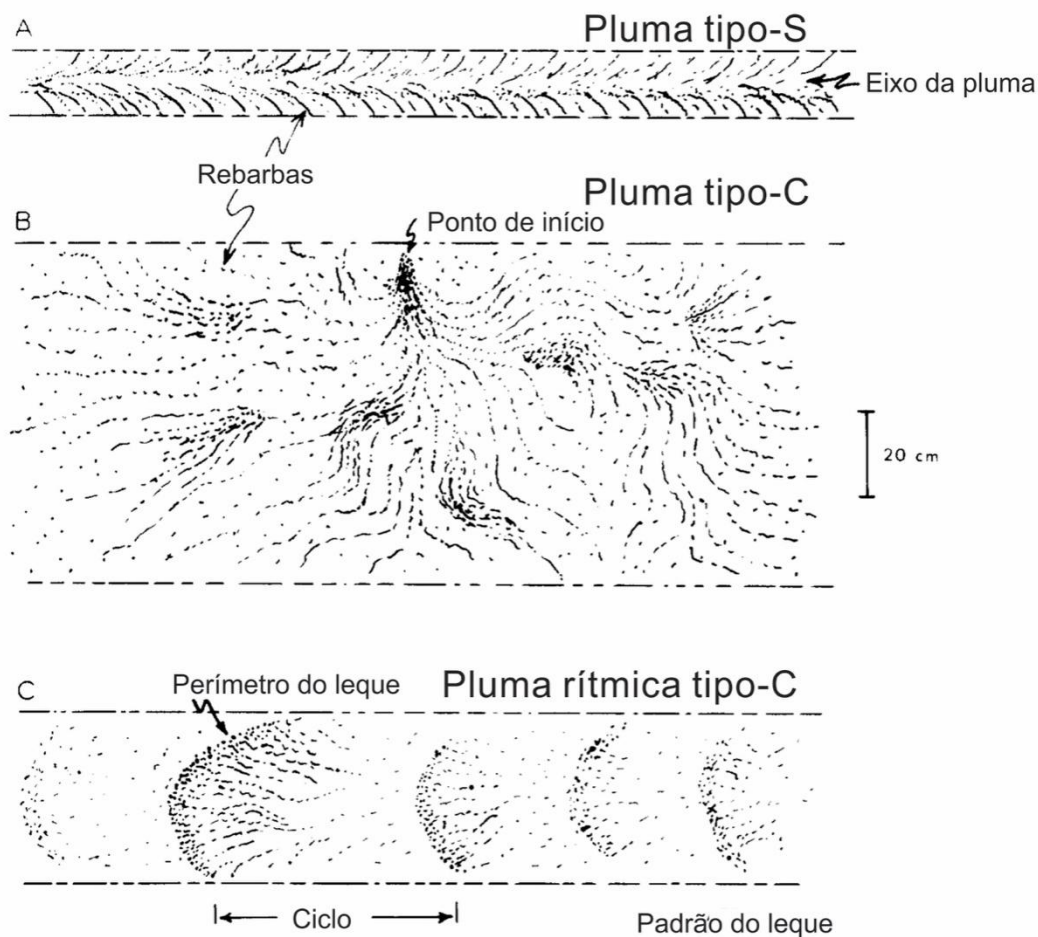 A
Pluma tipo-S
Eixo da pluma
Rebarbas
Pluma tipo-C
B
Ponto de início
20 cm
C
Perímetro do leque
Pluma rítmica tipo-C
Ciclo
Padrão do leque